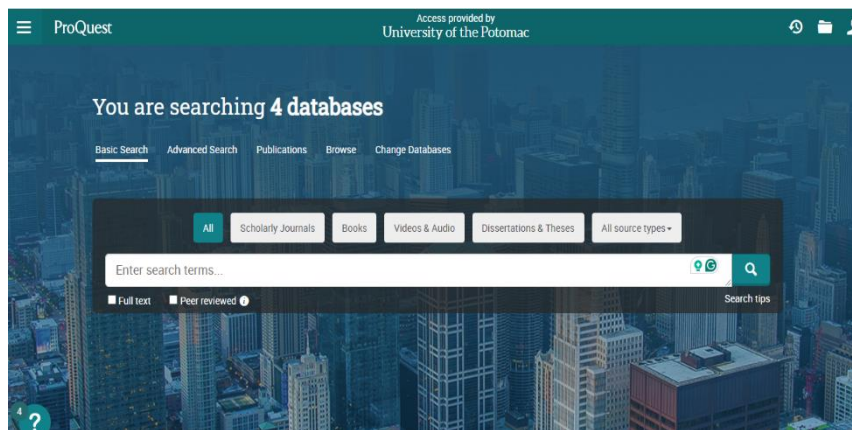 ProQuest
Access provided by
University of the Potomac
You are searching 4 databases
Basic Search Advanced Search Publications Browse Change Databases
All Scholarly Journals Books Videos & Audio Dissertations & Theses All source types
Enter search terms...
G
Full text Peer reviewed i
Search tips
4
?